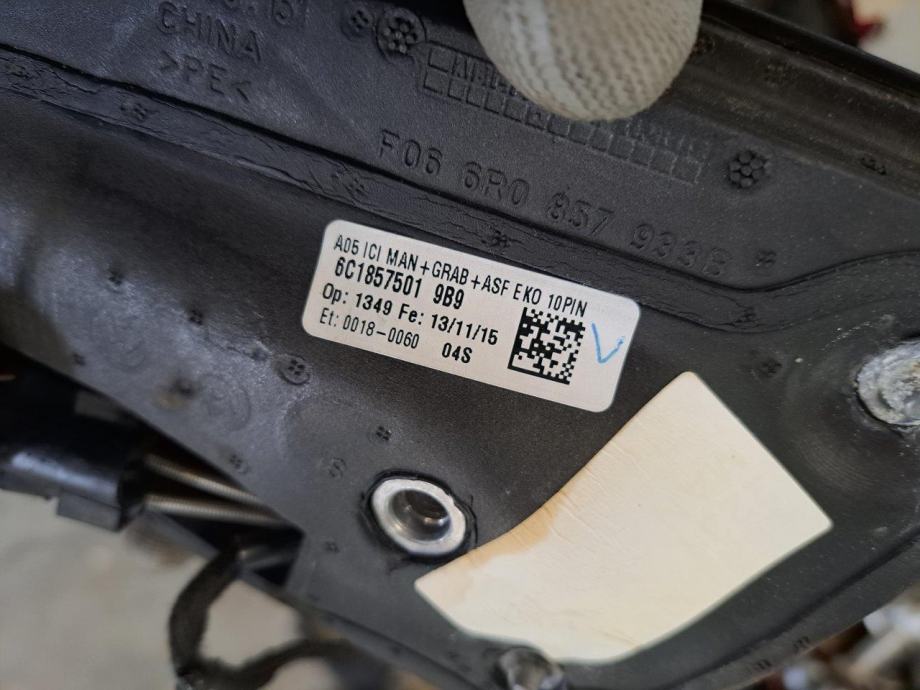 CHINA
>PE<
F06 6R0 857 933B
A05 ICI MAN+GRAB+ASF EKO 10PIN
6C1857501 9B9
Op: 1349 Fe: 13/11/15
Et: 0018-0060 04S
V